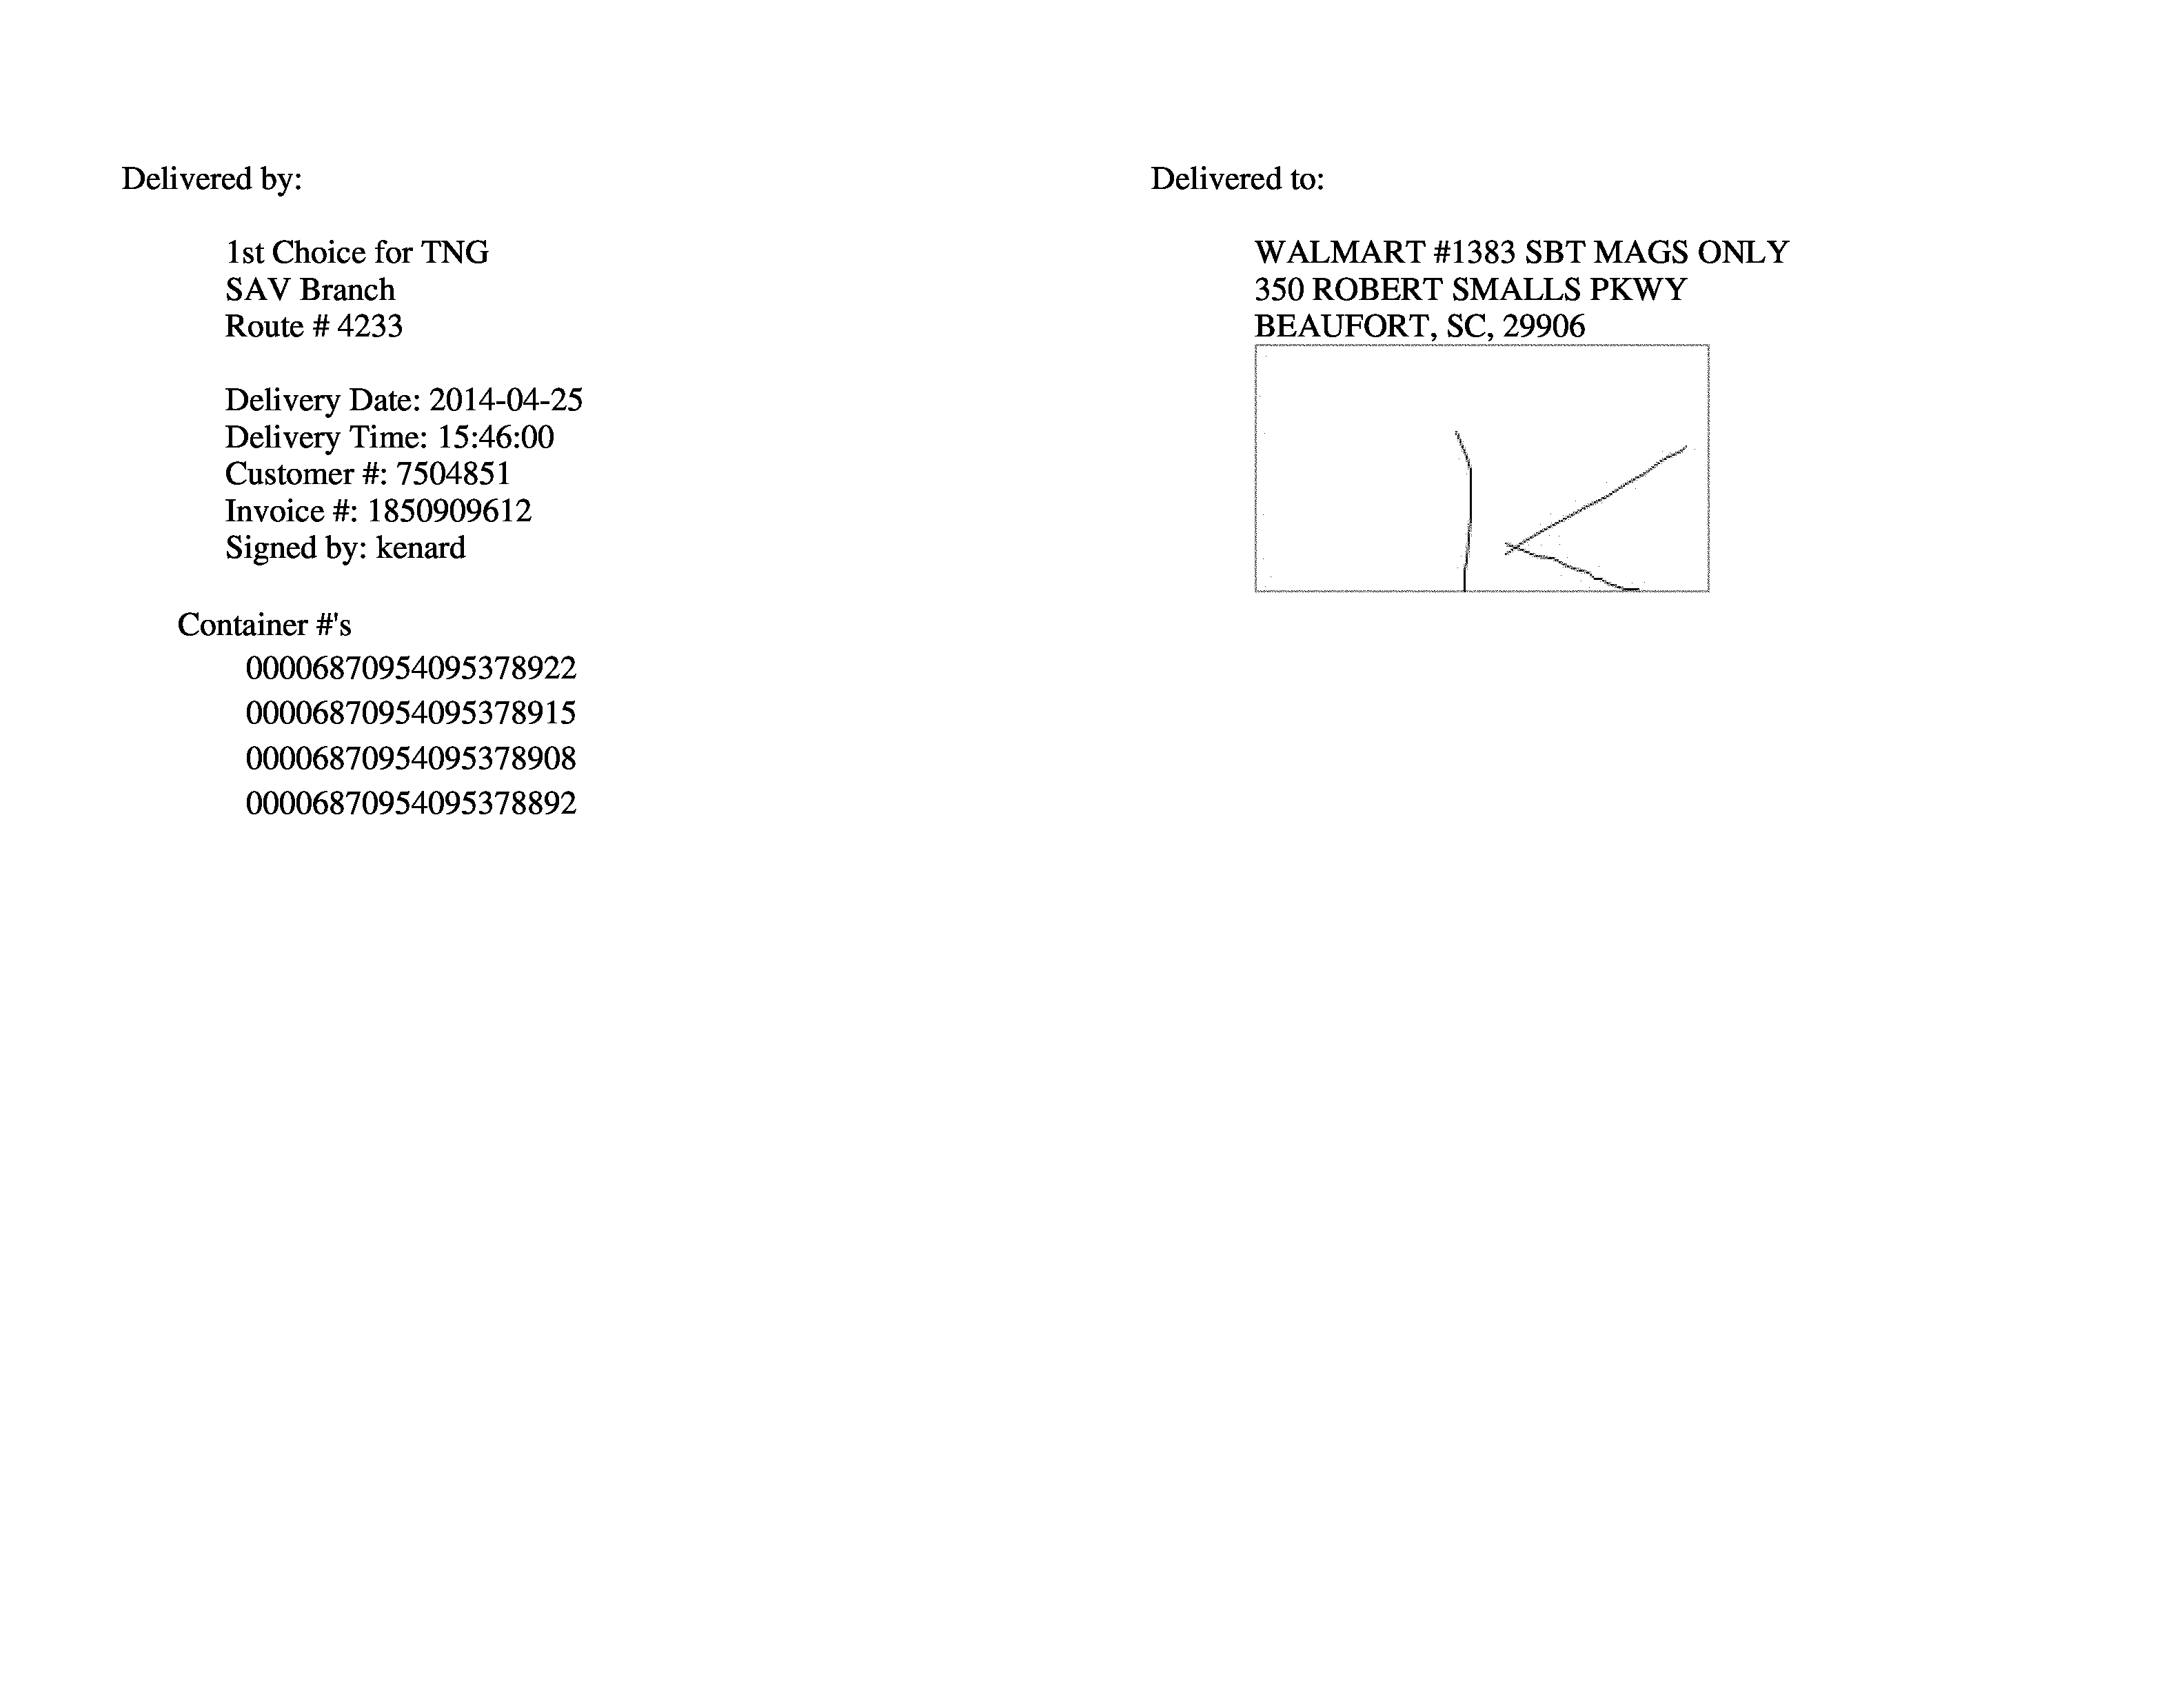 Delivered by:
1st Choice for TNG
SAV Branch
Route # 4233
Delivery Date: 2014-04-25
Delivery Time: 15:46:00
Customer #: 7504851
Invoice #: 1850909612
Signed by: kenard
Container #'s
00006870954095378922
00006870954095378915
00006870954095378908
00006870954095378892
Delivered to:
WALMART #1383 SBT MAGS ONLY
350 ROBERT SMALLS PKWY
BEAUFORT, SC, 29906
K